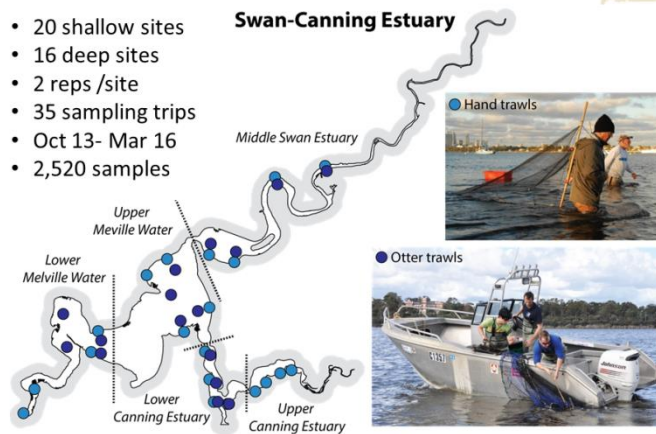 Swan-Canning Estuary
• 20 shallow sites
• 16 deep sites
• 2 reps /site
• 35 sampling trips
• Oct 13- Mar 16
• 2,520 samples
Middle Swan Estuary
Hand trawls
Upper
Meville Water
Lower
Melville Water
Otter trawls
Lower
Canning Estuary
Upper
Canning Estuary
Johnson